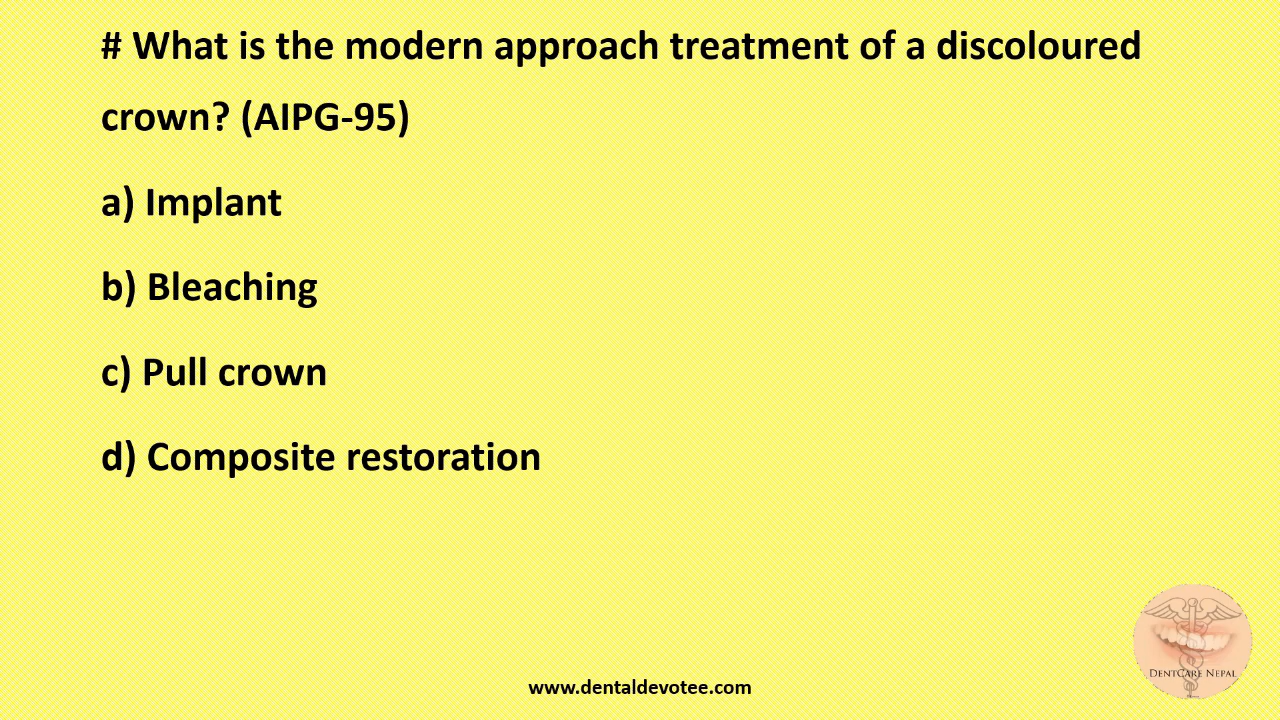 # What is the modern approach treatment of a discoloured
crown? (AIPG-95)
a) Implant
b) Bleaching
c) Pull crown
d) Composite restoration
DENTCARE NEPAL
www.dentaldevotee.com